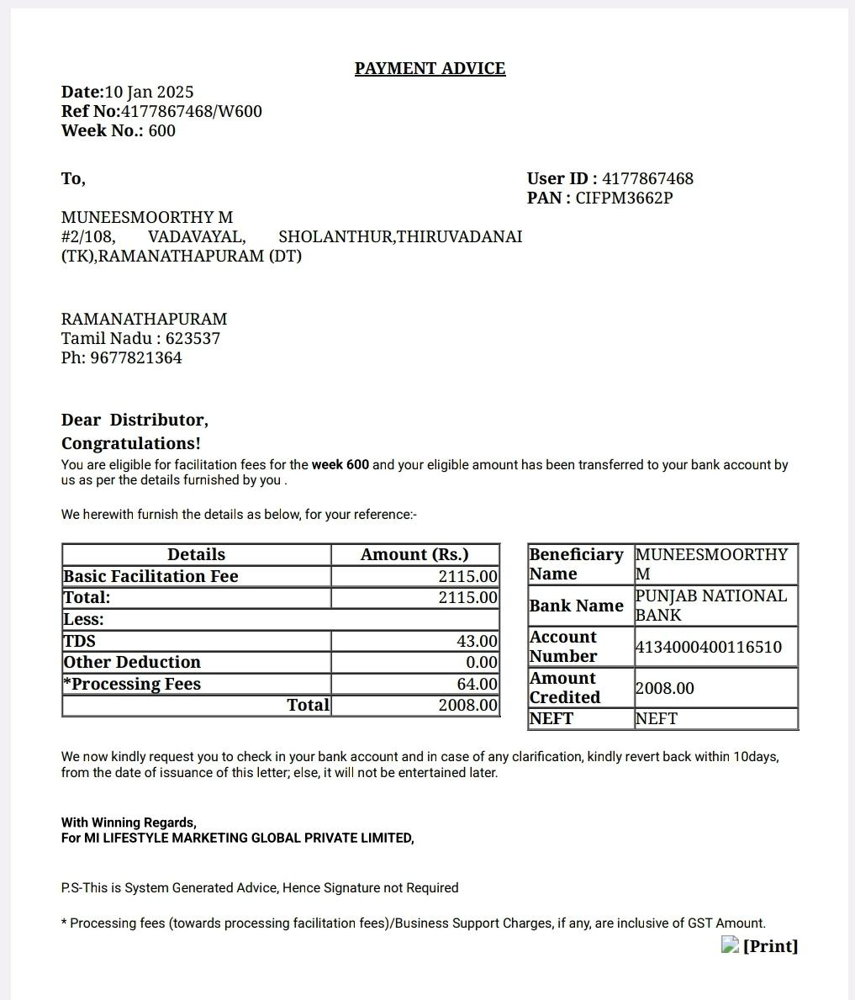 PAYMENT ADVICE
Date:10 Jan 2025
Ref No:4177867468/W600
Week No.: 600
To,
User ID : 4177867468
PAN : CIFPM3662P
MUNEESMOORTHY M
#2/108, VADAVAYAL, SHOLANTHUR,THIRUVADANAI
(TK),RAMANATHAPURAM (DT)
RAMANATHAPURAM
Tamil Nadu : 623537
Ph: 9677821364
Dear Distributor,
Congratulations!
You are eligible for facilitation fees for the week 600 and your eligible amount has been transferred to your bank account by
us as per the details furnished by you .
We herewith furnish the details as below, for your reference:-
Details Amount (Rs.)
Basic Facilitation Fee 2115.00
Total: 2115.00
Less:
TDS 43.00
Other Deduction 0.00
*Processing Fees 64.00
Total 2008.00
Beneficiary
Name
MUNEESMOORTHY
M
Bank Name
PUNJAB NATIONAL
BANK
Account
Number
4134000400116510
Amount
Credited
2008.00
NEFT NEFT
We now kindly request you to check in your bank account and in case of any clarification, kindly revert back within 10days,
from the date of issuance of this letter; else, it will not be entertained later.
With Winning Regards,
For MI LIFESTYLE MARKETING GLOBAL PRIVATE LIMITED,
P.S-This is System Generated Advice, Hence Signature not Required
* Processing fees (towards processing facilitation fees)/Business Support Charges, if any, are inclusive of GST Amount.
[Print]